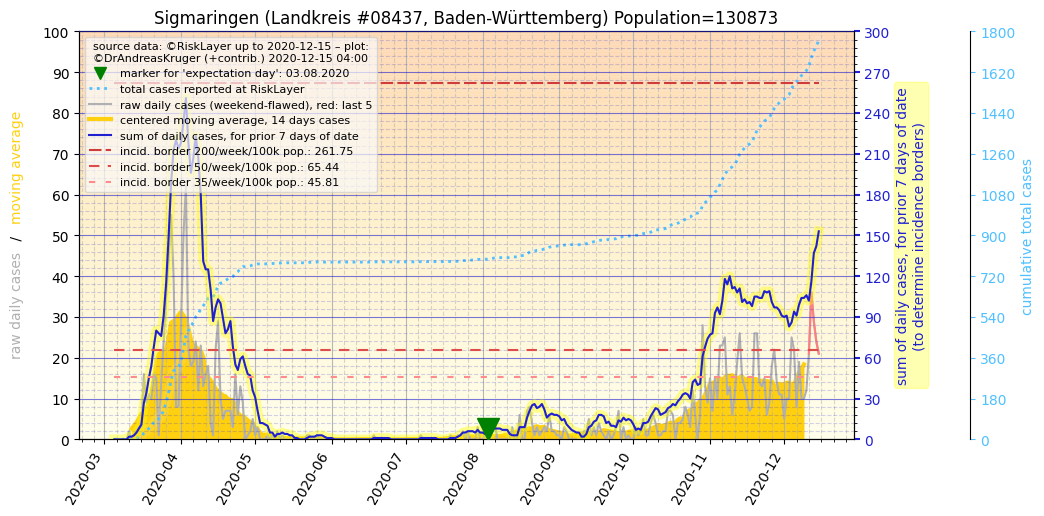 Sigmaringen (Landkreis #08437, Baden-Württemberg) Population=130873
source data: ©RiskLayer up to 2020-12-15 – plot:
©DrAndreasKruger (+contrib.) 2020-12-15 04:00
marker for 'expectation day': 03.08.2020
total cases reported at RiskLayer
raw daily cases (weekend-flawed), red: last 5
centered moving average, 14 days cases
sum of daily cases, for prior 7 days of date
incid. border 200/week/100k pop.: 261.75
incid. border 50/week/100k pop.: 65.44
incid. border 35/week/100k pop.: 45.81
raw daily cases / moving average
100
90
80
70
60
50
40
30
20
10
0
300
270
240
210
180
150
120
90
60
30
0
sum of daily cases, for prior 7 days of date
(to determine incidence borders)
1800
1620
1440
1260
1080
900
720
540
360
180
0
cumulative total cases
2020-03
2020-04
2020-05
2020-06
2020-07
2020-08
2020-09
2020-10
2020-11
2020-12